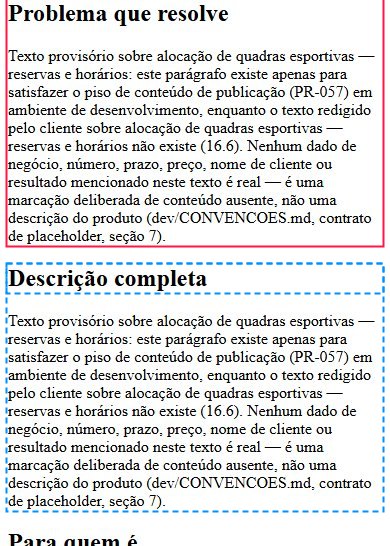 Problema que resolve
Texto provisório sobre alocação de quadras esportivas —
reservas e horários: este parágrafo existe apenas para
satisfazer o piso de conteúdo de publicação (PR-057) em
ambiente de desenvolvimento, enquanto o texto redigido
pelo cliente sobre alocação de quadras esportivas —
reservas e horários não existe (16.6). Nenhum dado de
negócio, número, prazo, preço, nome de cliente ou
resultado mencionado neste texto é real — é uma
marcação deliberada de conteúdo ausente, não uma
descrição do produto (dev/CONVENCOES.md, contrato
de placeholder, seção 7).
Descrição completa
Texto provisório sobre alocação de quadras esportivas —
reservas e horários: este parágrafo existe apenas para
satisfazer o piso de conteúdo de publicação (PR-057) em
ambiente de desenvolvimento, enquanto o texto redigido
pelo cliente sobre alocação de quadras esportivas —
reservas e horários não existe (16.6). Nenhum dado de
negócio, número, prazo, preço, nome de cliente ou
resultado mencionado neste texto é real — é uma
marcação deliberada de conteúdo ausente, não uma
descrição do produto (dev/CONVENCOES.md, contrato
de placeholder, seção 7).
Para quem é